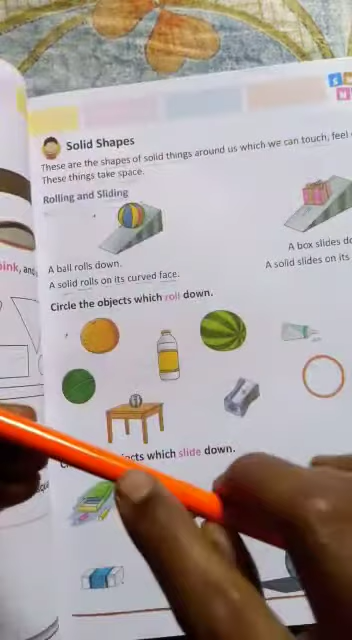 Solid Shapes
These are the shapes of solid things around us which we can touch, feel
These things take space.
Rolling and Sliding
A ball rolls down.
A box slides
A solid rolls on its curved face.
A solid slides on its
Circle the objects which roll down.
which slide down.
pink, and